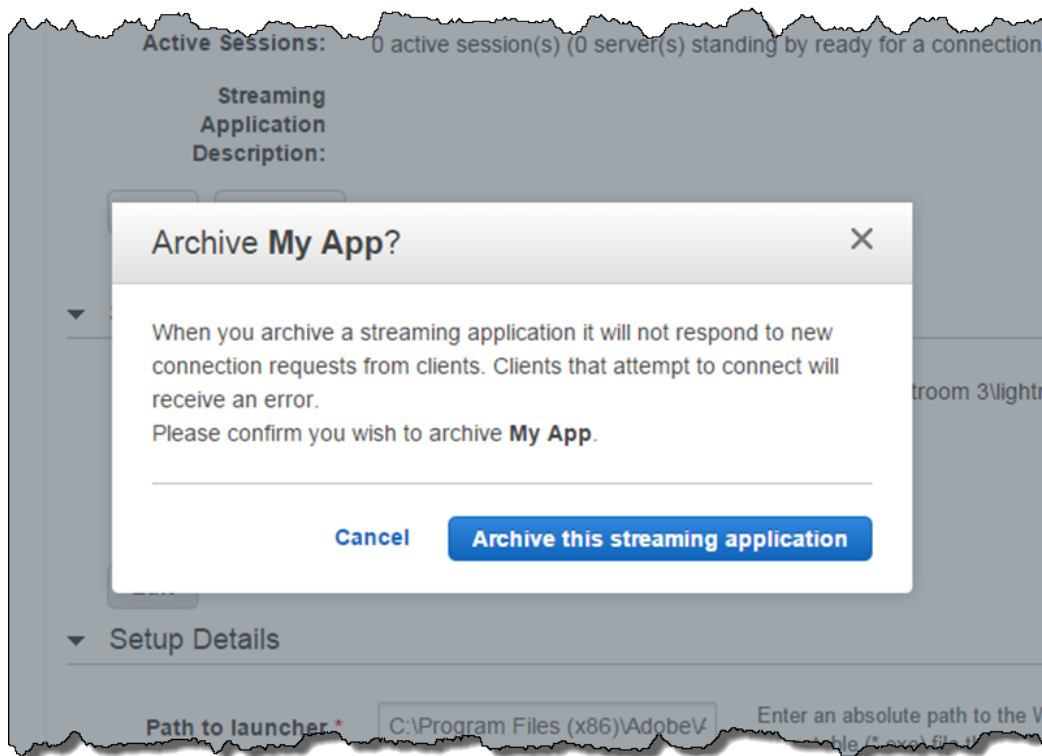 Active Sessions: 0 active session(s) (0 server(s) standing by ready for a connection
Streaming
Application
Description:
Archive My App?
When you archive a streaming application it will not respond to new
connection requests from clients. Clients that attempt to connect will
receive an error.
Please confirm you wish to archive My App.
Cancel Archive this streaming application
Setup Details
Path to launcher * C:\Program Files (x86)\Adobe\A Enter an absolute path to the W